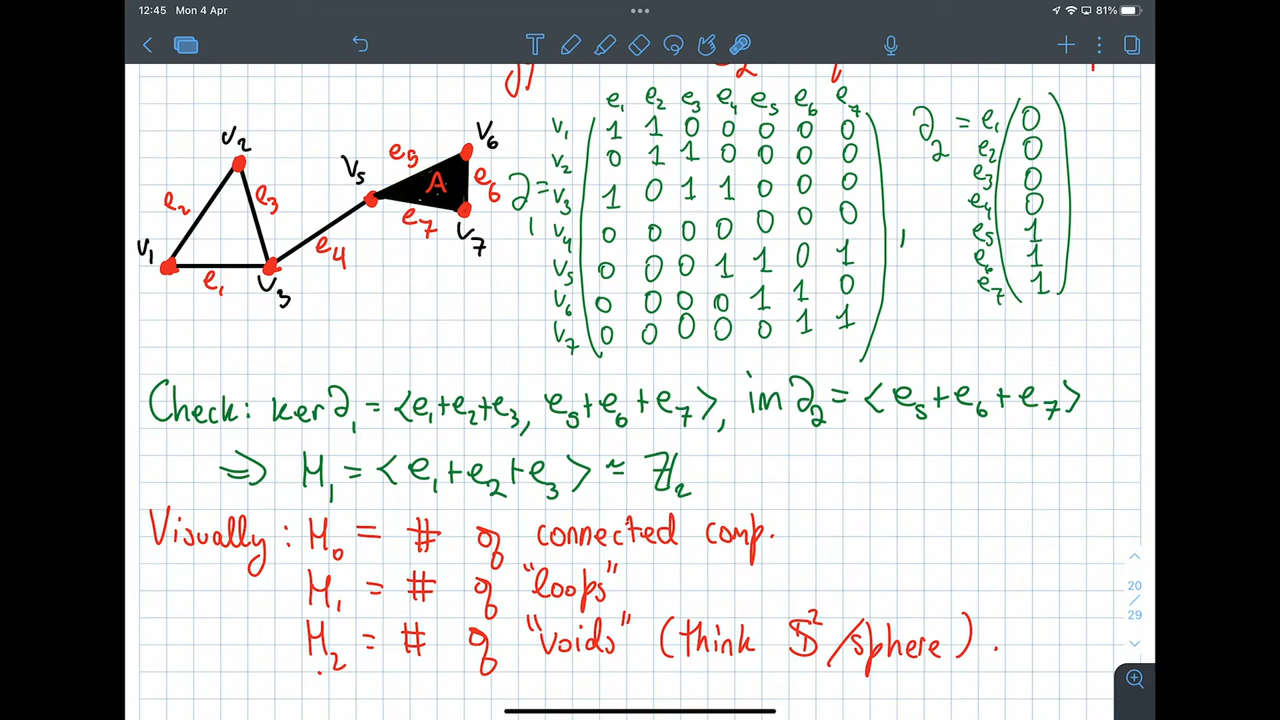 12:45 Mon 4 Apr
81%
e₁ e₂ e₃ e₄ e₅ e₆ e₇
v₁ 1 1 0 0 0 0 0
v₂ 0 1 1 0 0 0 0
v₃ 1 0 1 1 0 0 0
v₄ 0 0 0 0 0 0 0
v₅ 0 0 0 1 1 0 1
v₆ 0 0 0 0 1 1 0
v₇ 0 0 0 0 0 1 1
∂₁ =
,
∂₂ = e₁ 0
e₂ 0
e₃ 0
e₄ 0
e₅ 1
e₆ 1
e₇ 1
v₂
v₆
e₅
v₅
A
e₆
e₂
e₃
e₇
v₇
v₁
e₄
e₁
v₃
Check: ker ∂₁ = <e₁+e₂+e₃, e₅+e₆+e₇>, im ∂₂ = <e₅+e₆+e₇>
⇒ H₁ = <e₁+e₂+e₃> ≃ ℤ₂
Visually: H₀ = # of connected comp.
H₁ = # of "loops"
H₂ = # of "voids" (think S²/sphere).
20
/
29